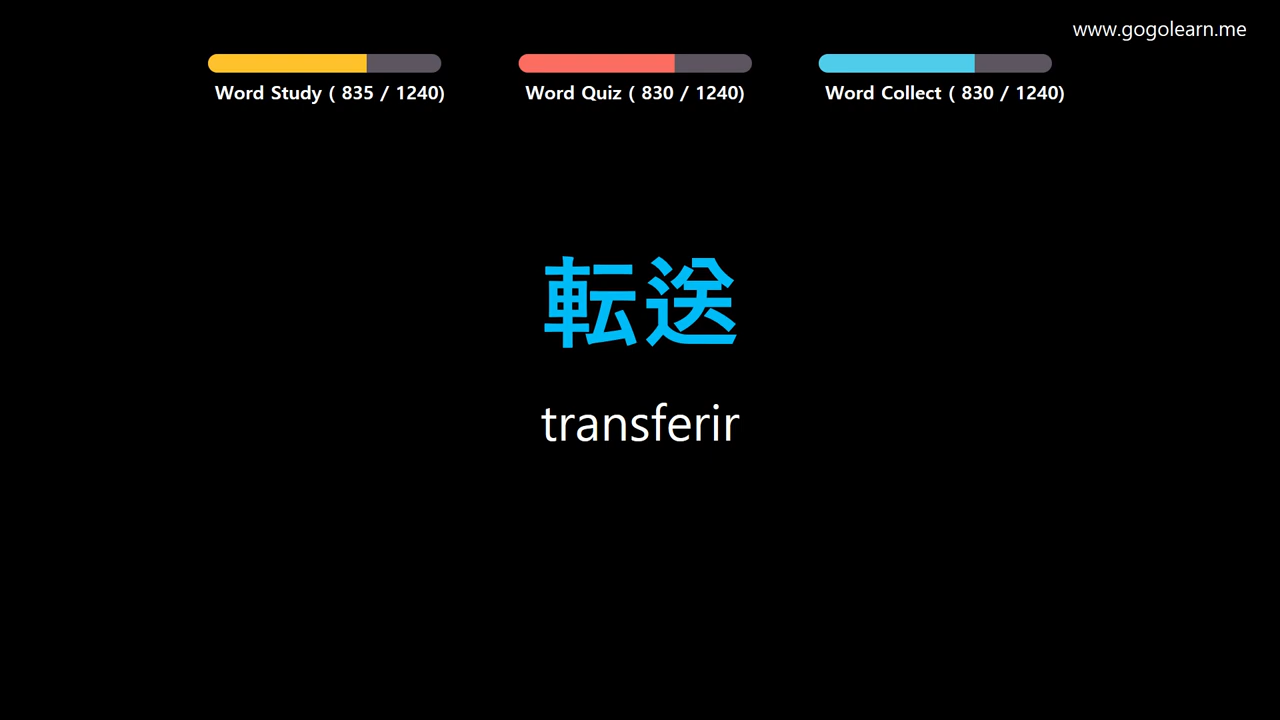 www.gogolearn.me
Word Study ( 835 / 1240)
Word Quiz ( 830 / 1240)
Word Collect ( 830 / 1240)
転送
transferir